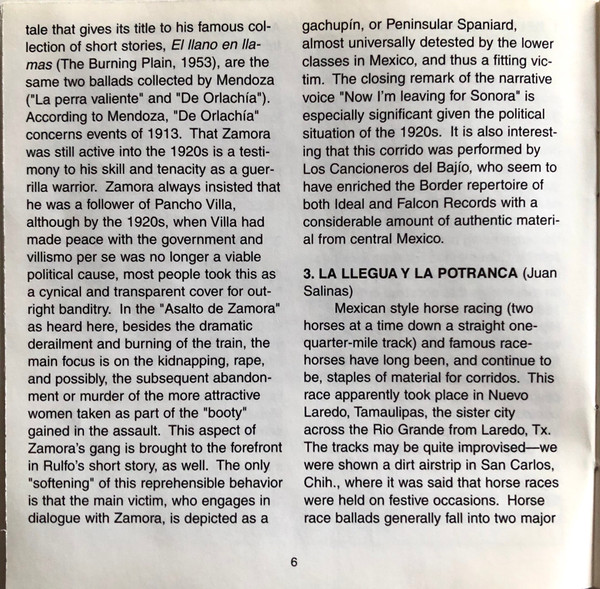 tale that gives its title to his famous col-
lection of short stories, El llano en lla-
mas (The Burning Plain, 1953), are the
same two ballads collected by Mendoza
("La perra valiente" and "De Orlachía").
According to Mendoza, "De Orlachía"
concerns events of 1913.  That Zamora
was still active into the 1920s is a testi-
mony to his skill and tenacity as a guer-
rilla warrior.  Zamora always insisted that
he was a follower of Pancho Villa,
although by the 1920s, when Villa had
made peace with the government and
villismo per se was no longer a viable
political cause, most people took this as
a cynical and transparent cover for out-
right banditry.  In the "Asalto de Zamora"
as heard here, besides the dramatic
derailment and burning of the train, the
main focus is on the kidnapping, rape,
and possibly, the subsequent abandon-
ment or murder of the more attractive
women taken as part of the "booty"
gained in the assault.  This aspect of
Zamora's gang is brought to the forefront
in Rulfo's short story, as well.  The only
"softening" of this reprehensible behavior
is that the main victim, who engages in
dialogue with Zamora, is depicted as a
gachupín, or Peninsular Spaniard,
almost universally detested by the lower
classes in Mexico, and thus a fitting vic-
tim.  The closing remark of the narrative
voice "Now I'm leaving for Sonora" is
especially significant given the political
situation of the 1920s.  It is also interest-
ing that this corrido was performed by
Los Cancioneros del Bajío, who seem to
have enriched the Border repertoire of
both Ideal and Falcon Records with a
considerable amount of authentic materi-
al from central Mexico.
3. LA LLEGUA Y LA POTRANCA (Juan
Salinas)
Mexican style horse racing (two
horses at a time down a straight one-
quarter-mile track) and famous race-
horses have long been, and continue to
be, staples of material for corridos.  This
race apparently took place in Nuevo
Laredo, Tamaulipas, the sister city
across the Rio Grande from Laredo, Tx.
The tracks may be quite improvised—we
were shown a dirt airstrip in San Carlos,
Chih., where it was said that horse races
were held on festive occasions.  Horse
race ballads generally fall into two major
6